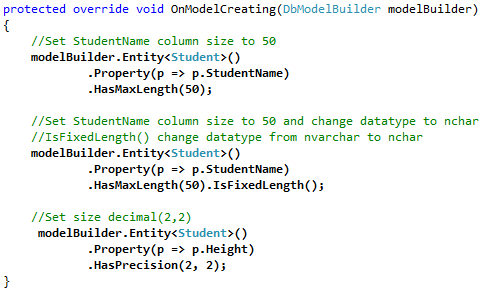 protected override void OnModelCreating(DbModelBuilder modelBuilder)
{
    //Set StudentName column size to 50
    modelBuilder.Entity<Student>()
            .Property(p => p.StudentName)
            .HasMaxLength(50);

    //Set StudentName column size to 50 and change datatype to nchar
    //IsFixedLength() change datatype from nvarchar to nchar
    modelBuilder.Entity<Student>()
            .Property(p => p.StudentName)
            .HasMaxLength(50).IsFixedLength();

    //Set size decimal(2,2)
     modelBuilder.Entity<Student>()
            .Property(p => p.Height)
            .HasPrecision(2, 2);
}